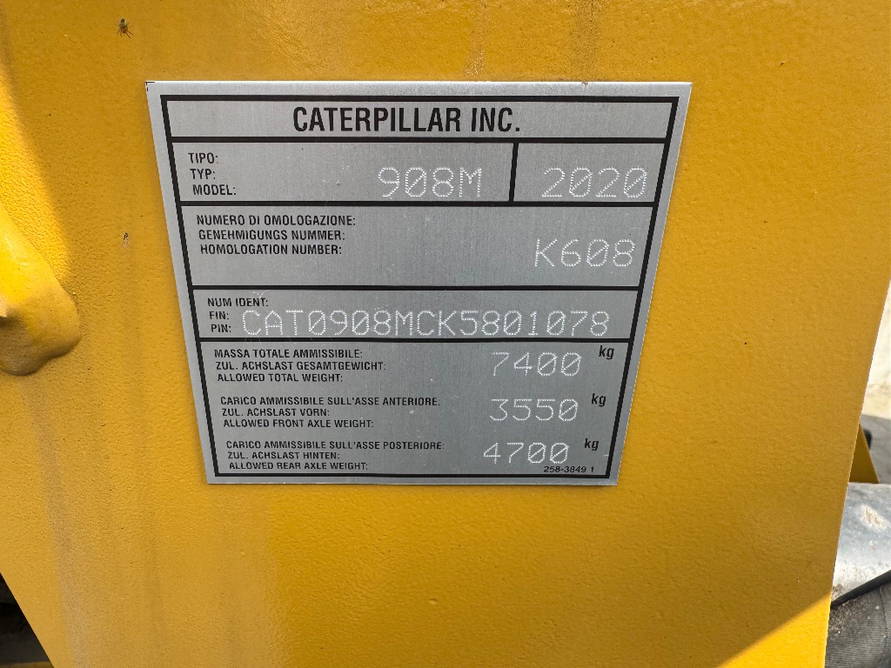 CATERPILLAR INC.
TIPO:
TYP:
MODEL: 908M 2020
NUMERO DI OMOLOGAZIONE:
GENEHMIGUNGS NUMMER:
HOMOLOGATION NUMBER: K608
NUM IDENT:
FIN:
PIN: CAT0908MCK5801078
MASSA TOTALE AMMISSIBILE:
ZUL. ACHSLAST GESAMTGEWICHT: 7400 kg
ALLOWED TOTAL WEIGHT:
CARICO AMMISSIBILE SULL'ASSE ANTERIORE:
ZUL. ACHSLAST VORN: 3550 kg
ALLOWED FRONT AXLE WEIGHT:
CARICO AMMISSIBILE SULL'ASSE POSTERIORE:
ZUL. ACHSLAST HINTEN: 4700 kg
ALLOWED REAR AXLE WEIGHT: 258-3849 1